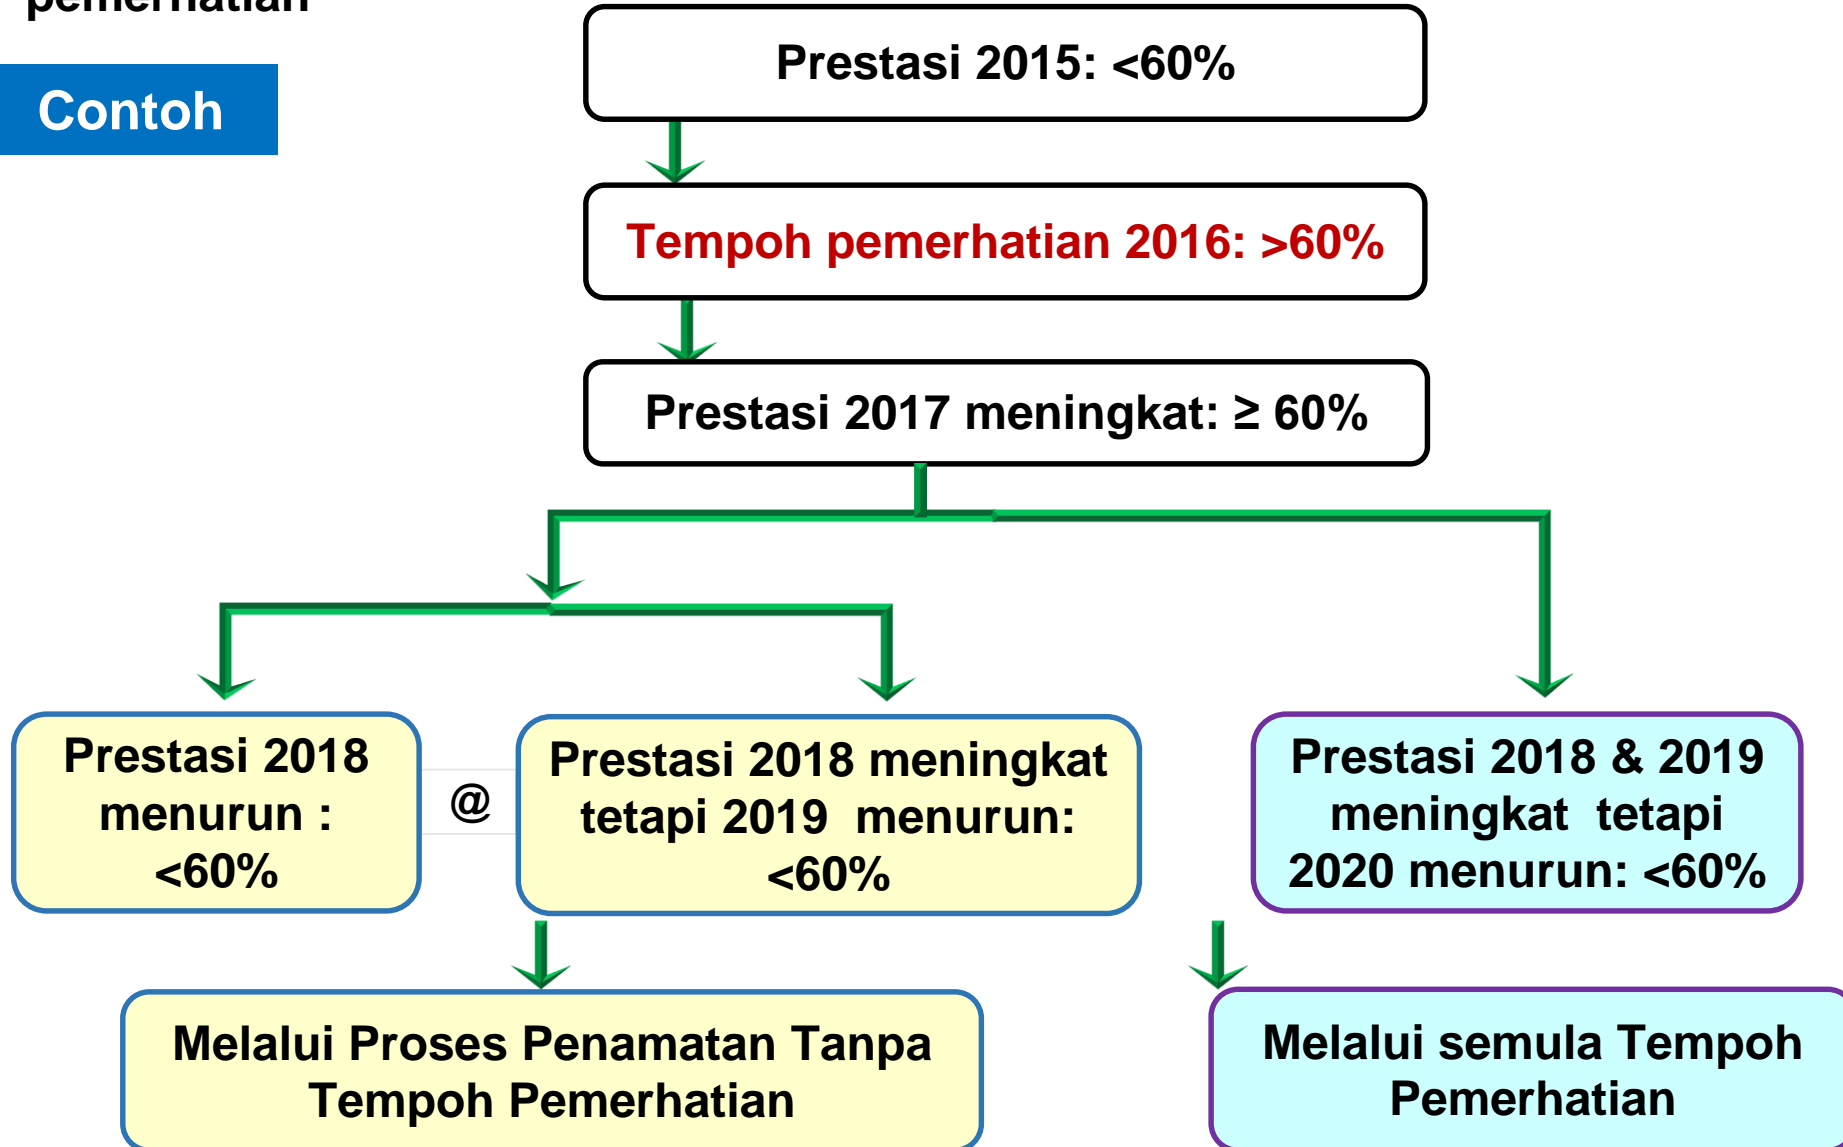 pemerhatian
Contoh
Prestasi 2015: <60%
Tempoh pemerhatian 2016: >60%
Prestasi 2017 meningkat: ≥ 60%
Prestasi 2018
menurun :
<60%
@
Prestasi 2018 meningkat
tetapi 2019 menurun:
<60%
Prestasi 2018 & 2019
meningkat tetapi
2020 menurun: <60%
Melalui Proses Penamatan Tanpa
Tempoh Pemerhatian
Melalui semula Tempoh
Pemerhatian